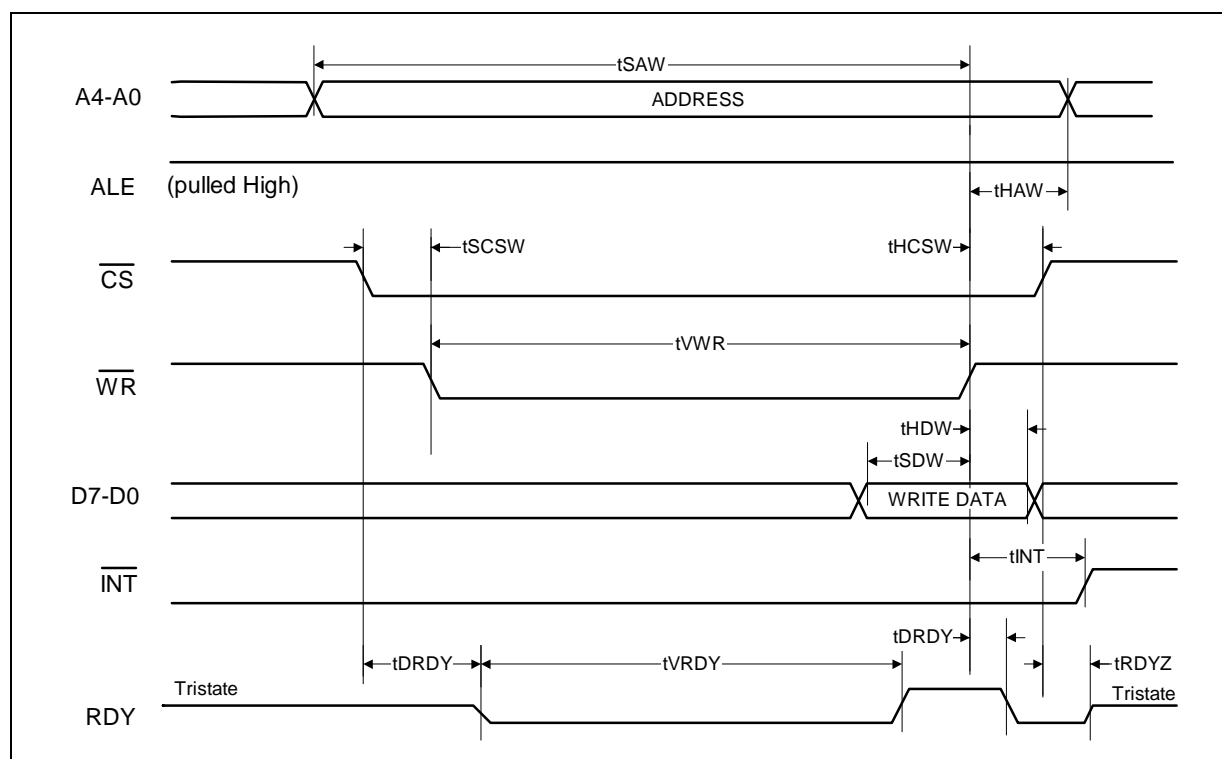 tSAW
A4-A0
ADDRESS
ALE
(pulled High)
tHAW
tSCSW
tHCSW
CS
tVWR
WR
tHDW
tSDW
D7-D0
WRITE DATA
tINT
INT
tDRDY
tDRDY
tVRDY
tRDYZ
Tristate
Tristate
RDY